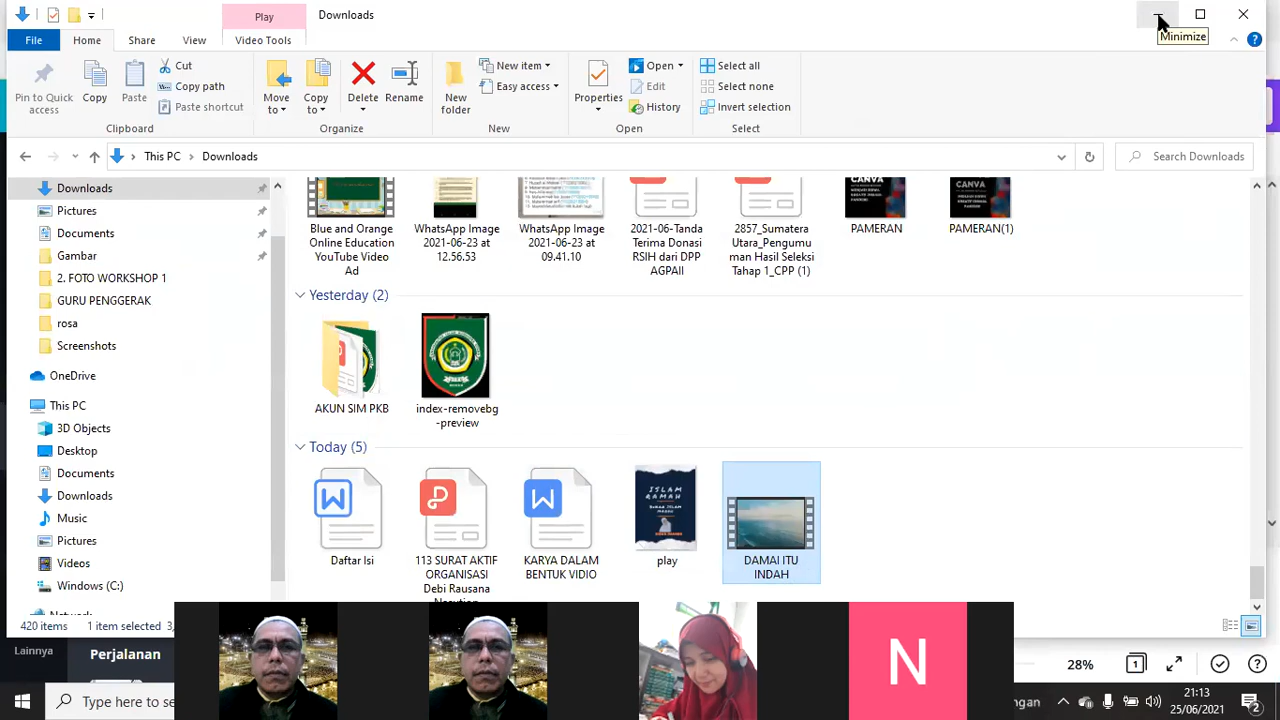 Play
Downloads
Minimize
File
Home
Share
View
Video Tools
Pin to Quick
access
Copy
Paste
Cut
Copy path
Paste shortcut
Move
to
Copy
to
Delete
Rename
New
folder
New item
Easy access
Properties
Open
Edit
History
Select all
Select none
Invert selection
Clipboard
Organize
New
Open
Select
This PC
Downloads
Search Downloads
Downloads
Pictures
Documents
Gambar
2. FOTO WORKSHOP 1
GURU PENGGERAK
rosa
Screenshots
OneDrive
This PC
3D Objects
Desktop
Documents
Downloads
Music
Pictures
Videos
Windows (C:)
Blue and Orange
Online Education
YouTube Video
Ad
WhatsApp Image
2021-06-23 at
12.56.53
WhatsApp Image
2021-06-23 at
09.41.10
2021-06-Tanda
Terima Donasi
RSIH dari DPP
AGPAII
2857_Sumatera
Utara_Pengumu
man Hasil Seleksi
Tahap 1_CPP (1)
CANVA
PAMERAN
CANVA
PAMERAN(1)
Yesterday (2)
AKUN SIM PKB
index-removebg
-preview
Today (5)
W
Daftar Isi
P
113 SURAT AKTIF
ORGANISASI
Debi Rausana
W
KARYA DALAM
BENTUK VIDIO
ISLAM
RAMAH
play
DAMAI ITU
INDAH
420 items
1 item selected
N
Lainnya
Perjalanan
28%
1
Type here to se
ngan
21:13
25/06/2021
2